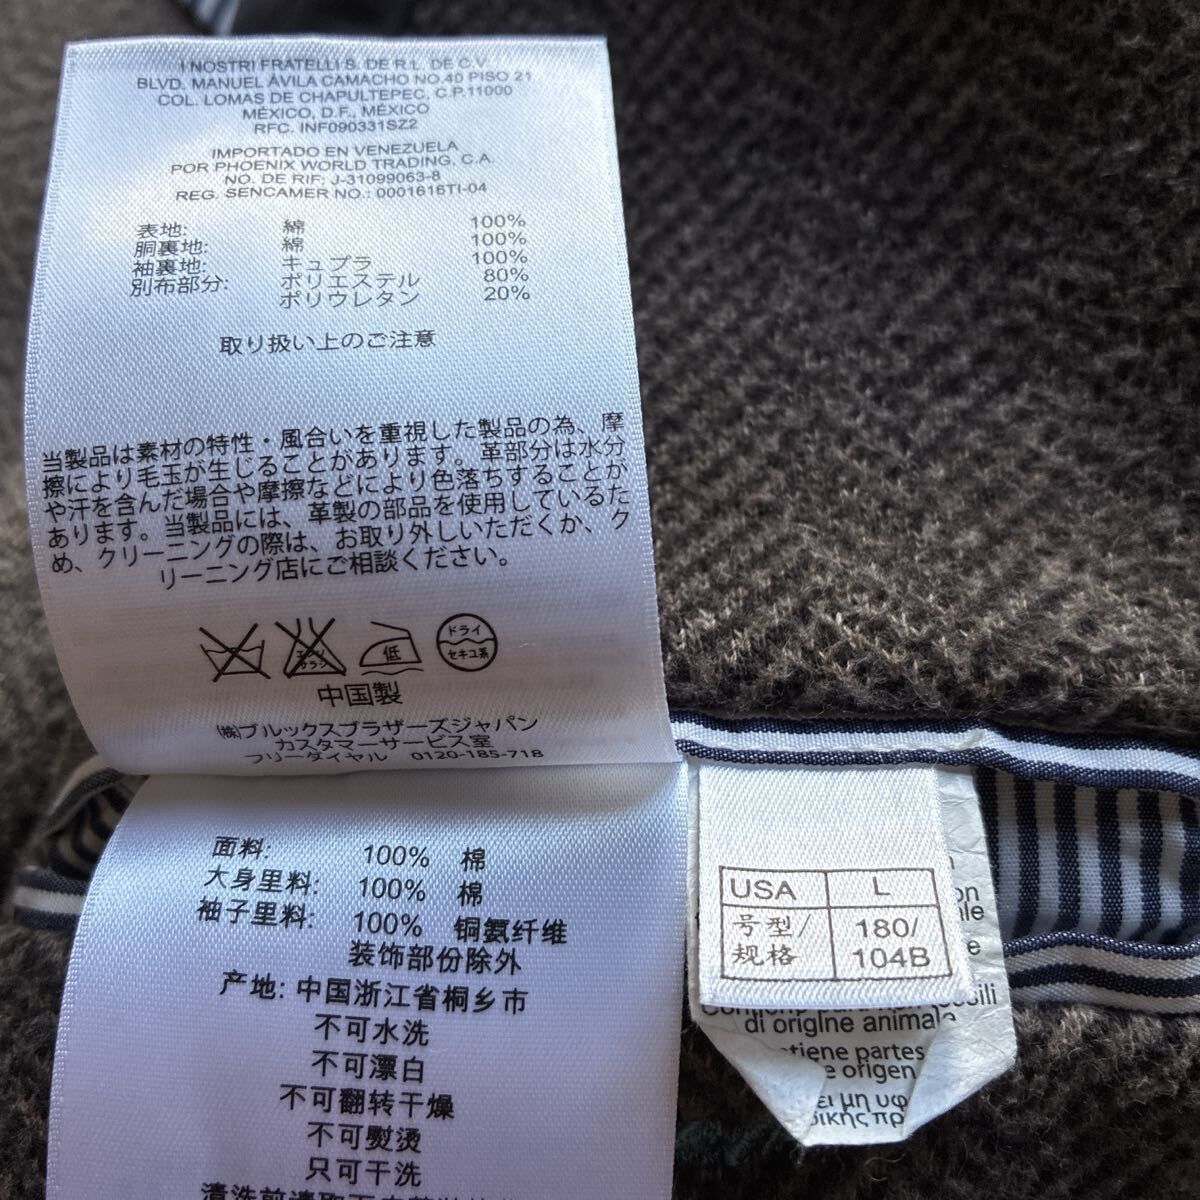 I NOSTRI FRATELLI S. DE R.L. DE C.V.
BLVD. MANUEL ÁVILA CAMACHO NO.40 PISO 21
COL. LOMAS DE CHAPULTEPEC, C.P.11000
MÉXICO, D.F., MÉXICO
RFC. INF090331SZ2
IMPORTADO EN VENEZUELA
POR PHOENIX WORLD TRADING, C.A.
NO. DE RIF: J-31099063-8
REG. SENCAMER NO.: 0001616TI-04
表地: 綿 100%
胴裏地: 綿 100%
袖裏地: キュプラ 100%
別布部分: ポリエステル 80%
ポリウレタン 20%
取り扱い上のご注意
当製品は素材の特性・風合いを重視した製品の為、摩
擦により毛玉が生じることがあります。革部分は水分
や汗を含んだ場合や摩擦などにより色落ちすることが
あります。当製品には、革製の部品を使用しているた
め、クリーニングの際は、お取り外しいただくか、ク
リーニング店にご相談ください。
エンソ
サラシ
低
ドライ
セキユ系
中国製
㈱ブルックスブラザーズジャパン
カスタマーサービス室
フリーダイヤル 0120-185-718
面料: 100% 棉
大身里料: 100% 棉
袖子里料: 100% 铜氨纤维
装饰部份除外
产地: 中国浙江省桐乡市
不可水洗
不可漂白
不可翻转干燥
不可熨烫
只可干洗
USA L
号型/ 180/
规格 104B
di origine animale
tiene partes
e origen
ει μη υφ
δικής πρ